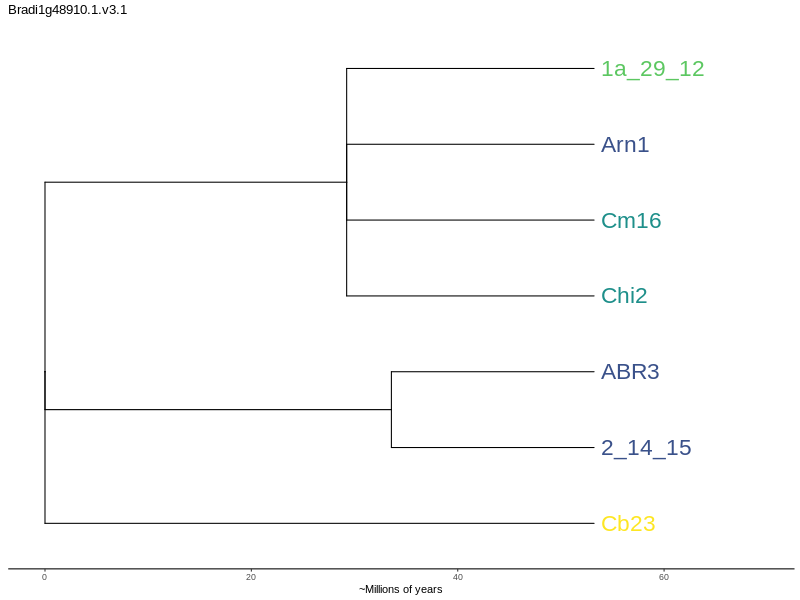 Bradi1g48910.1.v3.1
1a_29_12
Arn1
Cm16
Chi2
ABR3
2_14_15
Cb23
0 20 40 60
~Millions of years